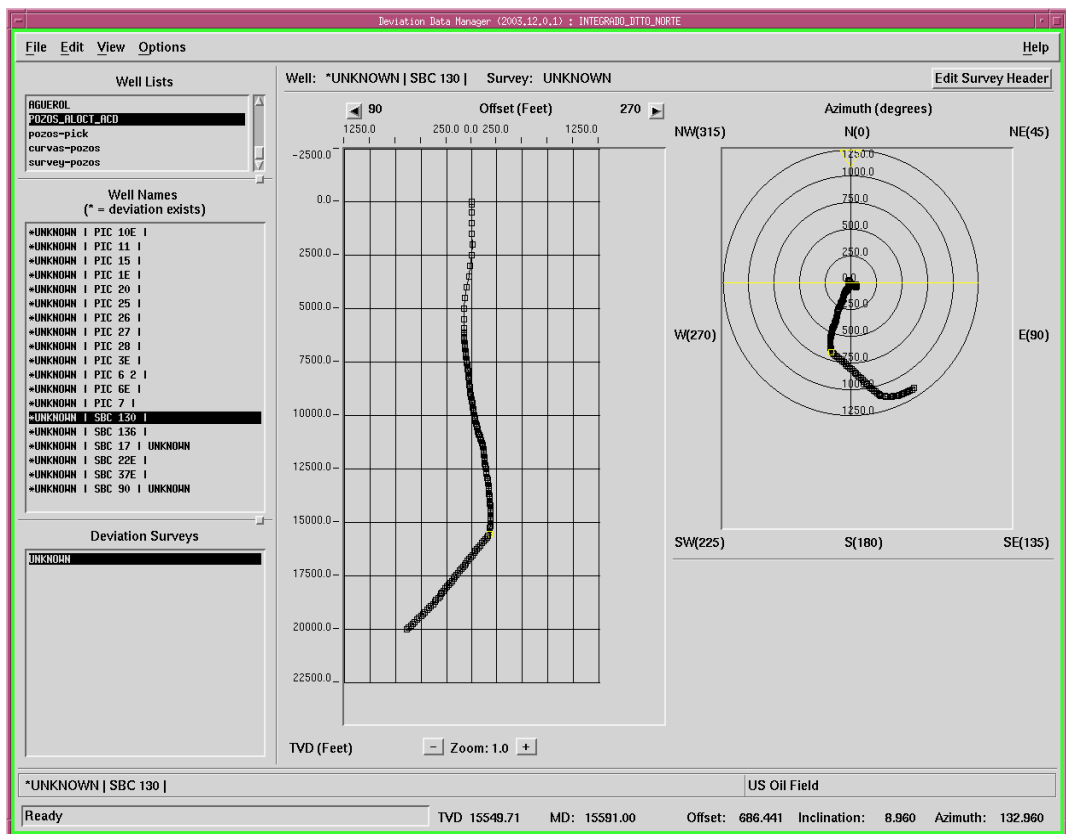 Deviation Data Manager (2003.12.0.1) : INTEGRADO_DTTO_NORTE
File Edit View Options Help
Well Lists
AGUEROL
POZOS_ALOCT_ACD
pozos-pick
curvas-pozos
survey-pozos
Well Names
(* = deviation exists)
*UNKNOWN | PIC 10E |
*UNKNOWN | PIC 11 |
*UNKNOWN | PIC 15 |
*UNKNOWN | PIC 1E |
*UNKNOWN | PIC 20 |
*UNKNOWN | PIC 25 |
*UNKNOWN | PIC 26 |
*UNKNOWN | PIC 27 |
*UNKNOWN | PIC 28 |
*UNKNOWN | PIC 3E |
*UNKNOWN | PIC 6 2 |
*UNKNOWN | PIC 6E |
*UNKNOWN | PIC 7 |
*UNKNOWN | SBC 130 |
*UNKNOWN | SBC 136 |
*UNKNOWN | SBC 17 | UNKNOWN
*UNKNOWN | SBC 22E |
*UNKNOWN | SBC 37E |
*UNKNOWN | SBC 90 | UNKNOWN
Deviation Surveys
UNKNOWN
Well: *UNKNOWN | SBC 130 | Survey: UNKNOWN
Edit Survey Header
90 Offset (Feet) 270
1250.0 250.0 0.0 250.0 1250.0
-2500.0
0.0
2500.0
5000.0
7500.0
10000.0
12500.0
15000.0
17500.0
20000.0
22500.0
TVD (Feet) - Zoom: 1.0 +
Azimuth (degrees)
NW(315) N(0) NE(45)
1250.0
1000.0
750.0
500.0
250.0
0.0
250.0
500.0
W(270) E(90)
750.0
1000.0
1250.0
SW(225) S(180) SE(135)
*UNKNOWN | SBC 130 | US Oil Field
Ready TVD 15549.71 MD: 15591.00 Offset: 686.441 Inclination: 8.960 Azimuth: 132.960